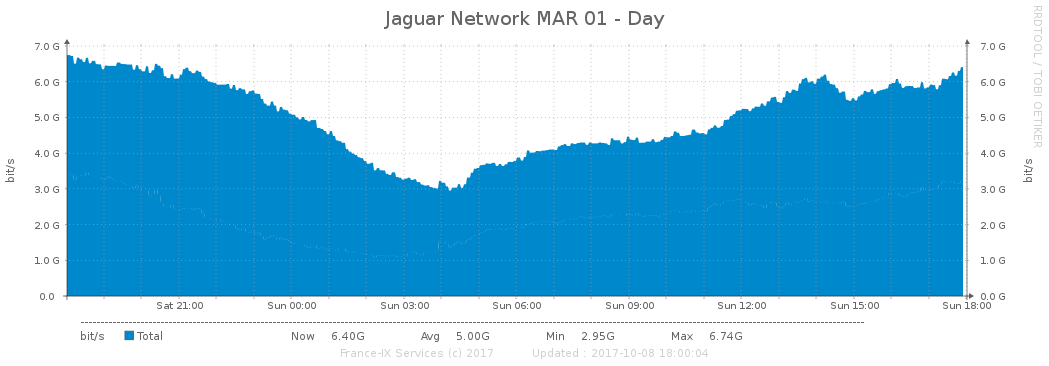 Jaguar Network MAR 01 - Day
RRDTOOL / TOBI OETIKER
7.0 G 7.0 G
6.0 G 6.0 G
5.0 G 5.0 G
4.0 G 4.0 G
bit/s bit/s
3.0 G 3.0 G
2.0 G 2.0 G
1.0 G 1.0 G
0.0 0.0 G
Sat 21:00 Sun 00:00 Sun 03:00 Sun 06:00 Sun 09:00 Sun 12:00 Sun 15:00 Sun 18:00
bit/s Total Now 6.40G Avg 5.00G Min 2.95G Max 6.74G
France-IX Services (c) 2017 Updated : 2017-10-08 18:00:04